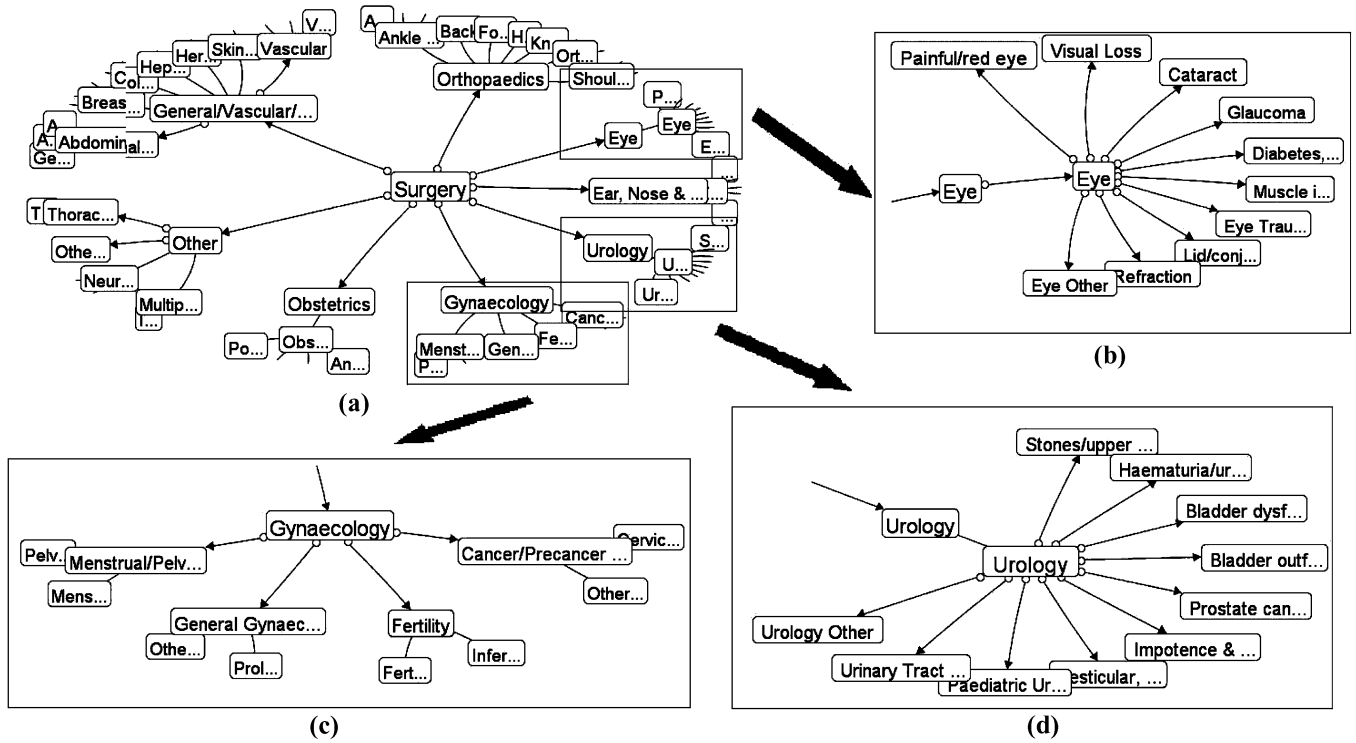 V...
Vascular
Skin...
Her...
Hep...
Col...
Breas...
General/Vascular/...
A
A.
Abdomin
al...
Ge...
A
Ankle ...
Back
Fo...
H.
Kn
Ort...
Orthopaedics
Shoul...
P...
Eye
Eye
E...
...
Surgery
Ear, Nose & ...
...
...
Urology
S...
U...
Ur...
T
Thorac...
Other
Othe...
Neur...
Multip...
I...
Obstetrics
Obs...
Po...
An...
Gynaecology
Canc...
Fe...
Menst...
Gen...
P...
(a)
Painful/red eye
Visual Loss
Cataract
Glaucoma
Diabetes,...
Muscle i...
Eye Trau...
Lid/conj...
Refraction
Eye Other
Eye
Eye
(b)
Gynaecology
Pelv..
Menstrual/Pelv...
Mens...
Cancer/Precancer ...
Cervic...
Other...
General Gynaec...
Othe...
Prol...
Fertility
Fert...
Infer...
(c)
Stones/upper ...
Haematuria/ur...
Bladder dysf...
Bladder outf...
Prostate can...
Impotence & ...
esticular, ...
Paediatric Ur...
Urinary Tract ...
Urology Other
Urology
Urology
(d)